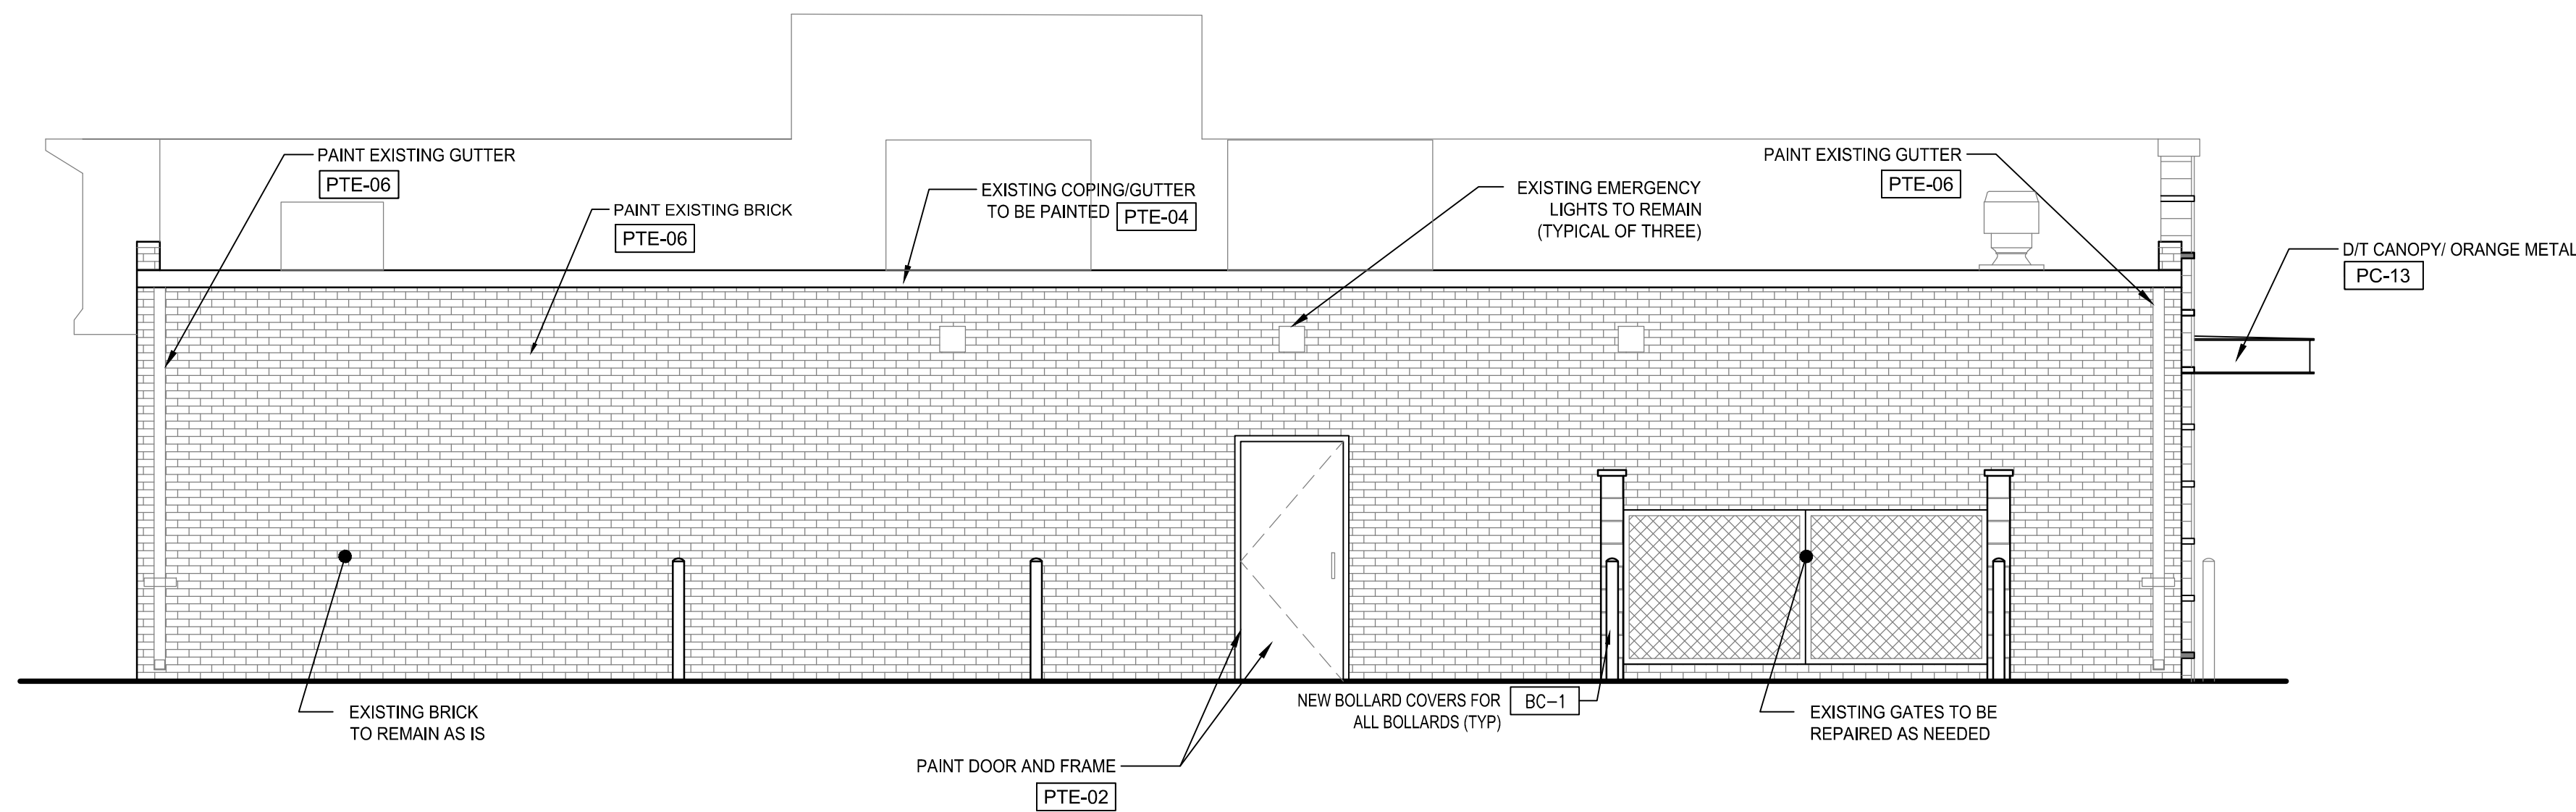 PAINT EXISTING GUTTER
PTE-06
PAINT EXISTING BRICK
PTE-06
EXISTING COPING/GUTTER
TO BE PAINTED PTE-04
EXISTING EMERGENCY
LIGHTS TO REMAIN
(TYPICAL OF THREE)
PAINT EXISTING GUTTER
PTE-06
D/T CANOPY/ ORANGE METAL
PC-13
EXISTING BRICK
TO REMAIN AS IS
PAINT DOOR AND FRAME
PTE-02
NEW BOLLARD COVERS FOR
ALL BOLLARDS (TYP)
BC-1
EXISTING GATES TO BE
REPAIRED AS NEEDED